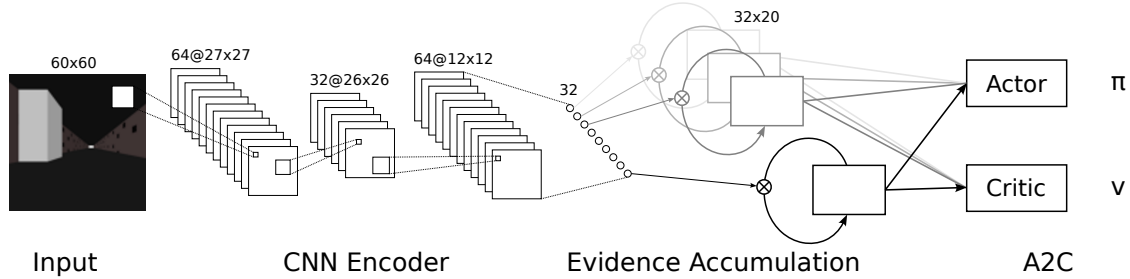 60x60
64@27x27
32@26x26
64@12x12
32
32x20
Actor
π
Critic
v
Input
CNN Encoder
Evidence Accumulation
A2C